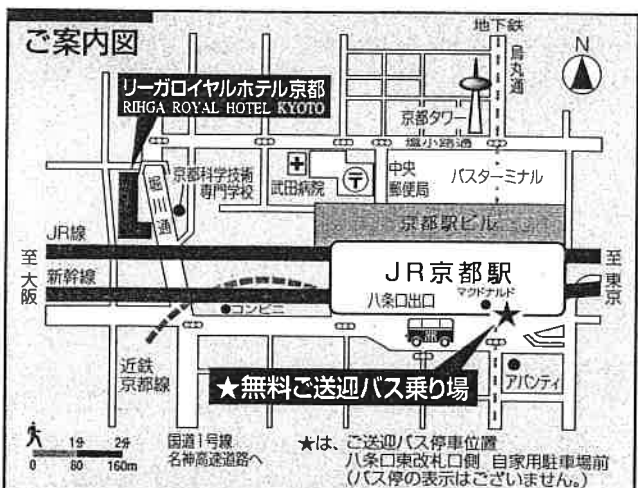 ご案内図
地下鉄
烏丸通
N
リーガロイヤルホテル京都
RIHGA ROYAL HOTEL KYOTO
京都タワー
塩小路通
堀川通
京都科学技術
専門学校
武田病院
中央
郵便局
バスターミナル
京都駅ビル
JR線
至大阪
新幹線
JR京都駅
至東京
マクドナルド
八条口出口
コンビニ
近鉄
京都線
★無料ご送迎バス乗り場
アバンティ
1分 2分
0 80 160m
国道1号線
名神高速道路へ
★は、ご送迎バス停車位置
八条口東改札口側 自家用駐車場前
(バス停の表示はございません。)